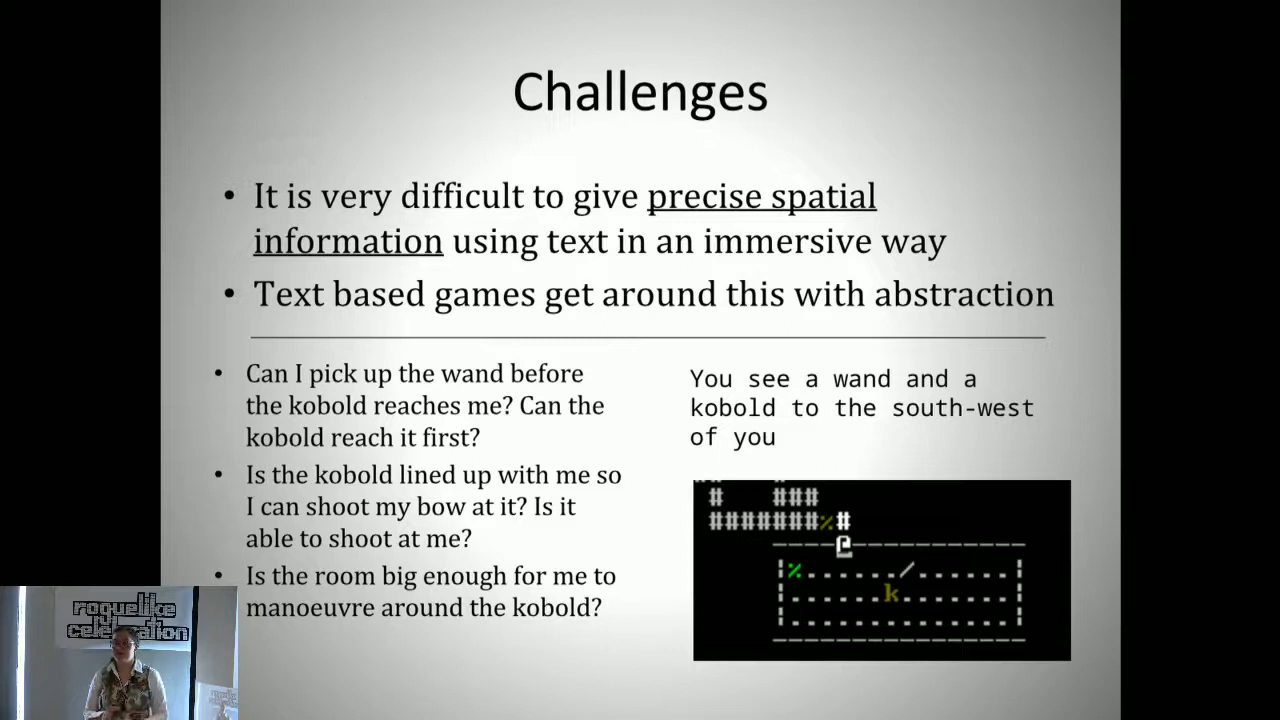 Challenges
• It is very difficult to give precise spatial
information using text in an immersive way
• Text based games get around this with abstraction
• Can I pick up the wand before
the kobold reaches me? Can the
kobold reach it first?
• Is the kobold lined up with me so
I can shoot my bow at it? Is it
able to shoot at me?
• Is the room big enough for me to
manoeuvre around the kobold?
You see a wand and a
kobold to the south-west
of you
# ###
#######%#
-----@-------------
|%......./......|
|.......k.......|
|...............|
-------------------
roguelike
celebration